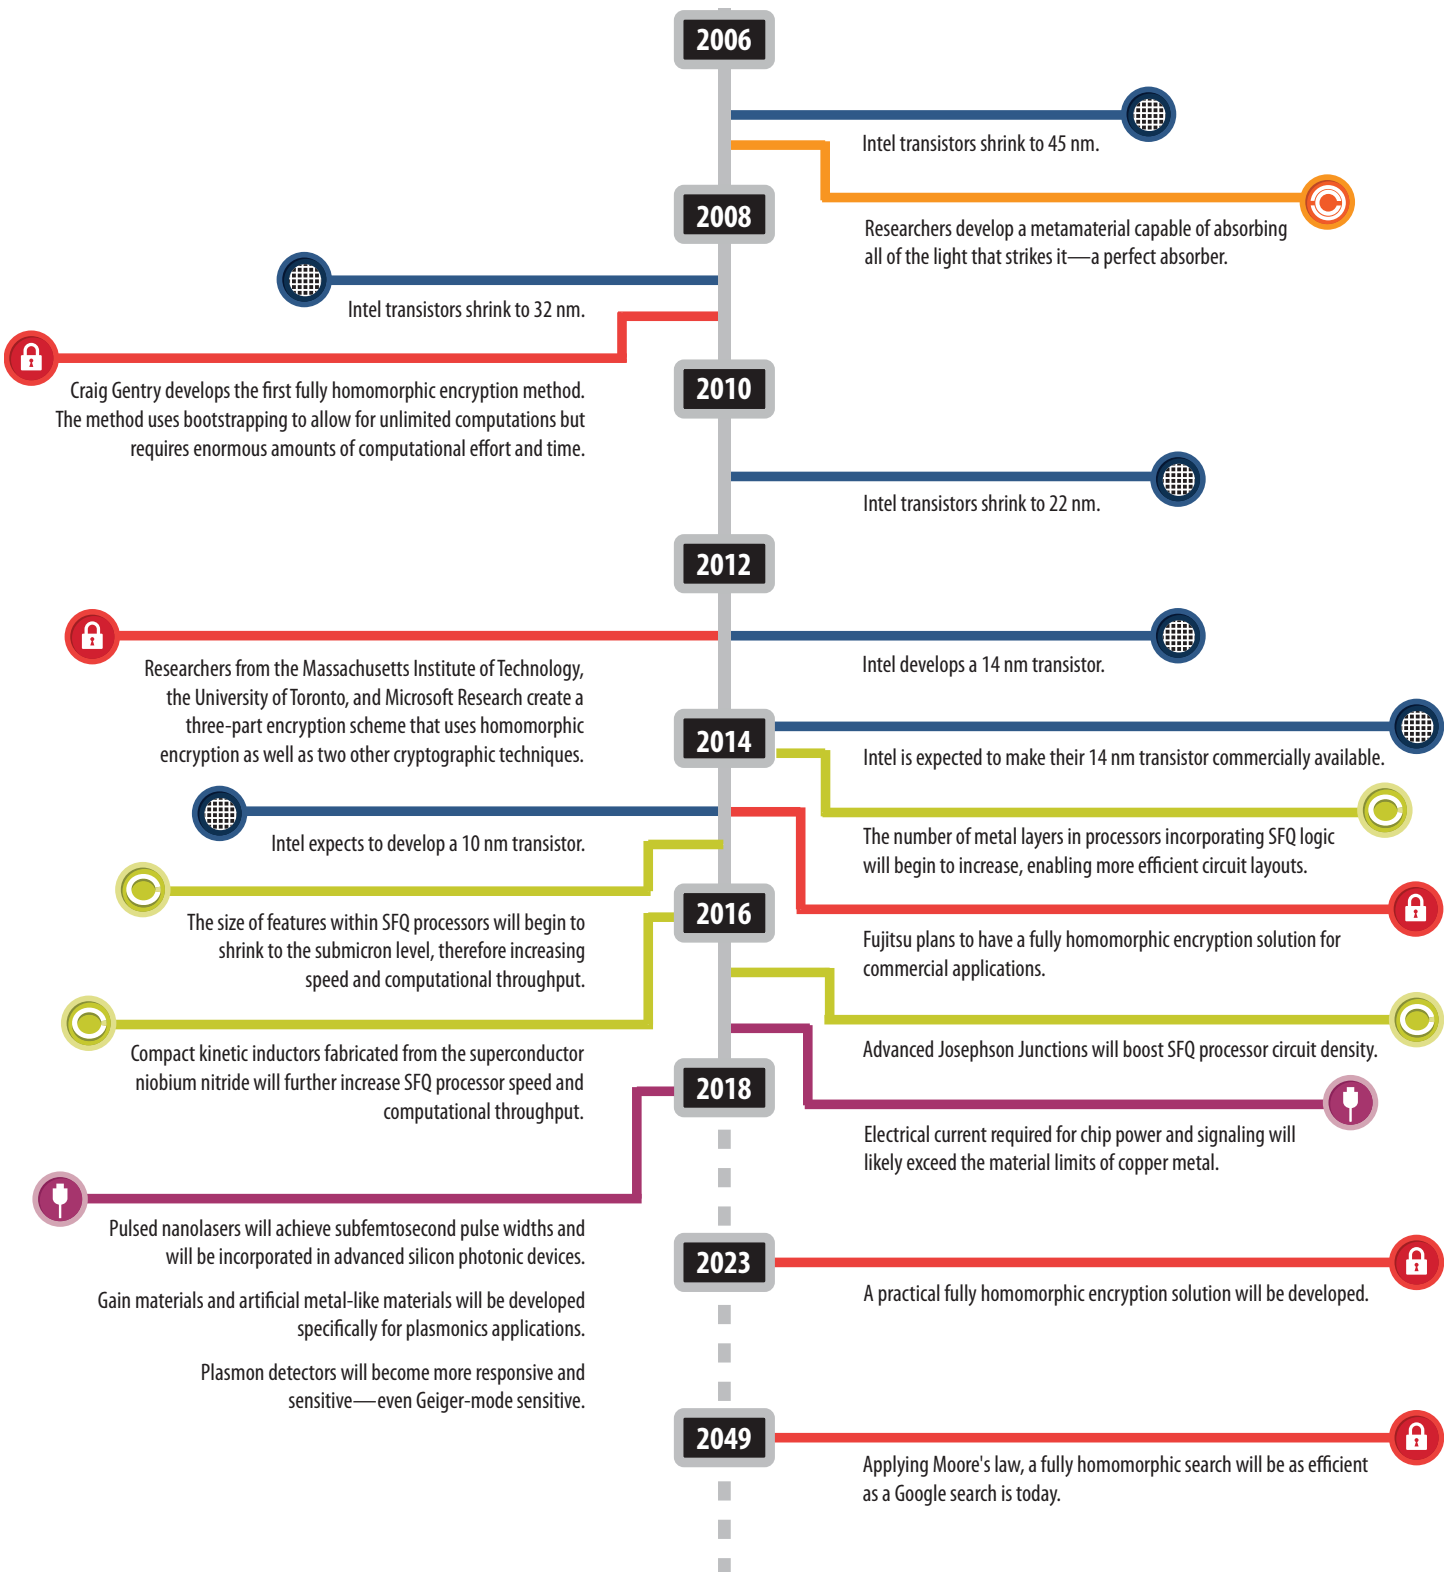 2006
Intel transistors shrink to 45 nm.
2008
Researchers develop a metamaterial capable of absorbing
all of the light that strikes it—a perfect absorber.
Intel transistors shrink to 32 nm.
Craig Gentry develops the first fully homomorphic encryption method.
The method uses bootstrapping to allow for unlimited computations but
requires enormous amounts of computational effort and time.
2010
Intel transistors shrink to 22 nm.
2012
Researchers from the Massachusetts Institute of Technology,
the University of Toronto, and Microsoft Research create a
three-part encryption scheme that uses homomorphic
encryption as well as two other cryptographic techniques.
Intel develops a 14 nm transistor.
2014
Intel is expected to make their 14 nm transistor commercially available.
The number of metal layers in processors incorporating SFQ logic
will begin to increase, enabling more efficient circuit layouts.
Intel expects to develop a 10 nm transistor.
The size of features within SFQ processors will begin to
shrink to the submicron level, therefore increasing
speed and computational throughput.
2016
Fujitsu plans to have a fully homomorphic encryption solution for
commercial applications.
Compact kinetic inductors fabricated from the superconductor
niobium nitride will further increase SFQ processor speed and
computational throughput.
Advanced Josephson Junctions will boost SFQ processor circuit density.
2018
Electrical current required for chip power and signaling will
likely exceed the material limits of copper metal.
Pulsed nanolasers will achieve subfemtosecond pulse widths and
will be incorporated in advanced silicon photonic devices.
Gain materials and artificial metal-like materials will be developed
specifically for plasmonics applications.
Plasmon detectors will become more responsive and
sensitive—even Geiger-mode sensitive.
2023
A practical fully homomorphic encryption solution will be developed.
2049
Applying Moore's law, a fully homomorphic search will be as efficient
as a Google search is today.